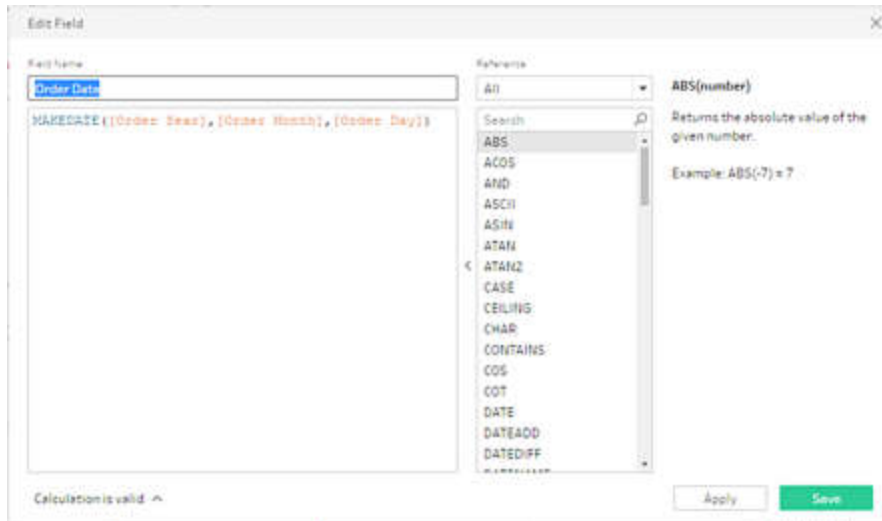 Edit Field
Field Name
Order Data
MAKEDATE([Order Year],[Order Month],[Order Day])
Reference
All
Search
ABS
ACOS
AND
ASCII
ASIN
ATAN
ATAN2
CASE
CEILING
CHAR
CONTAINS
COS
COT
DATE
DATEADD
DATEDIFF
ABS(number)
Returns the absolute value of the
given number.
Example: ABS(-7) = 7
Calculation is valid
Apply
Save